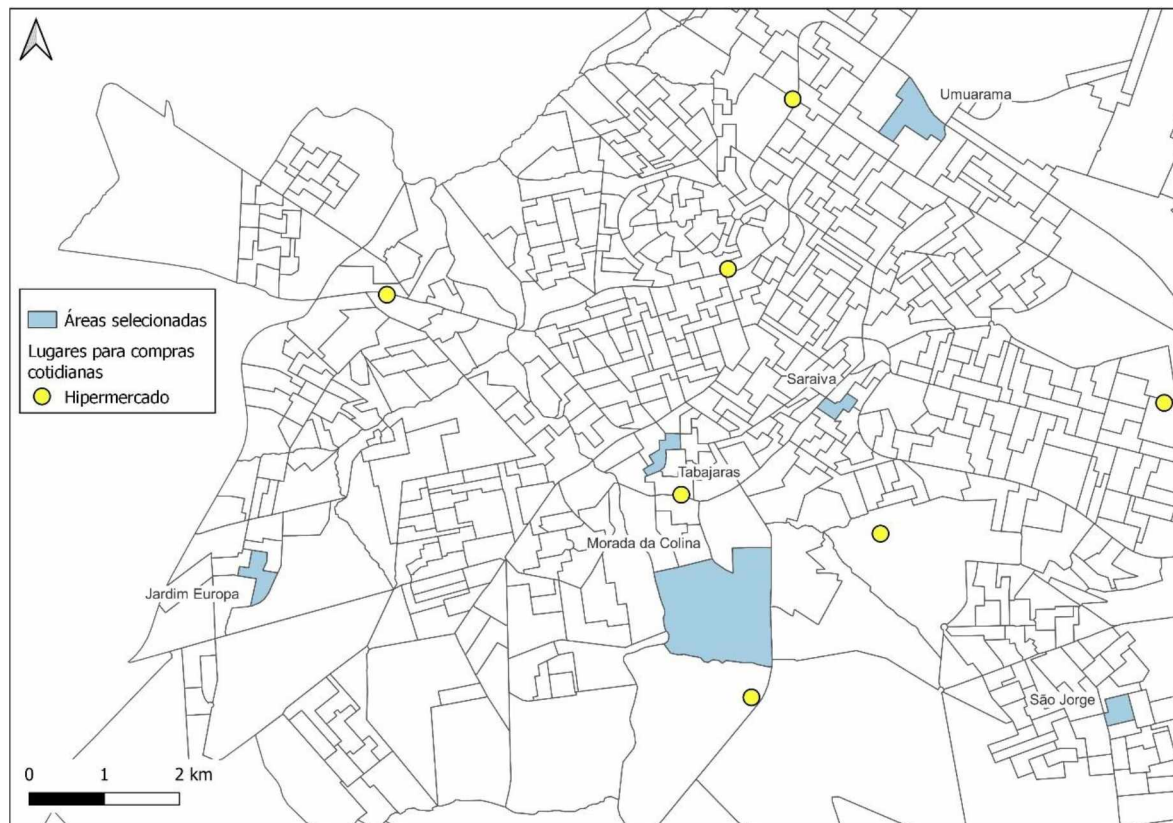 Umuarama
Áreas selecionadas
Lugares para compras
cotidianas
Hipermercado
Saraiva
Tabajaras
Morada da Colina
Jardim Europa
São Jorge
0 1 2 km